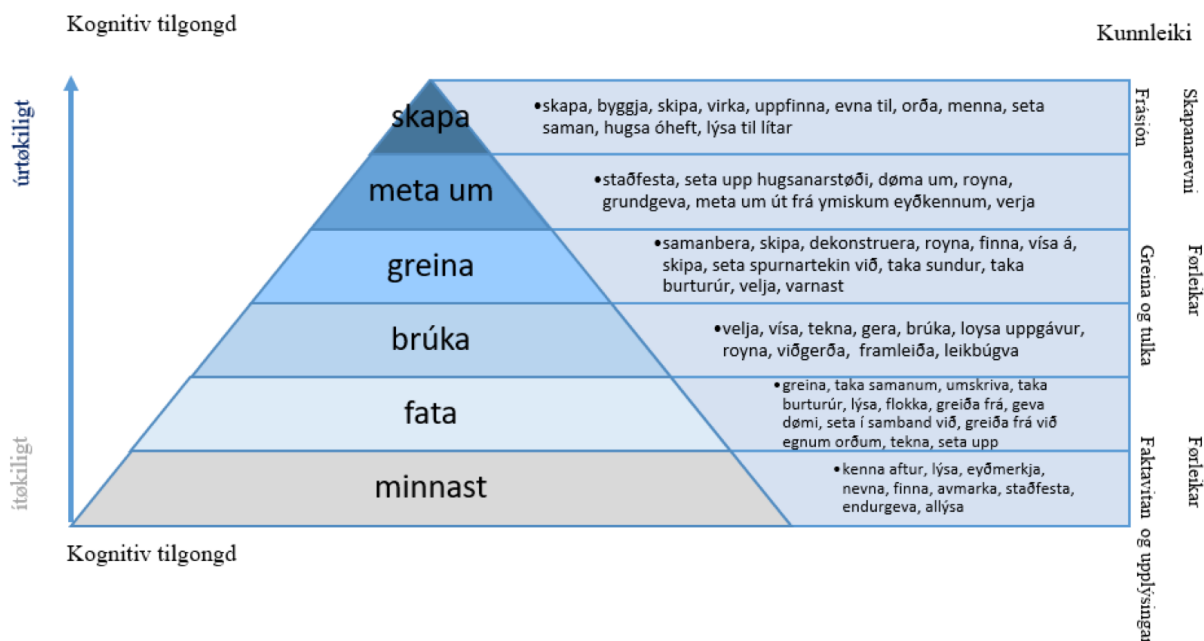 Kognitiv tilgongd
Kunnleiki
úrtøkiligt
skapa
•skapa, byggja, skipa, virka, uppfinna, evna til, orða, menna, seta
saman, hugsa óheft, lýsa til lítar
Frásjón
Skapanarevni
meta um
•staðfesta, seta upp hugsanarstøði, døma um, royna,
grundgeva, meta um út frá ymiskum eyðkennum, verja
greina
•samanbera, skipa, dekonstruera, royna, finna, vísa á,
skipa, seta spurnartekin við, taka sundur, taka
burturúr, velja, varnast
Greina og tulka
Førleikar
brúka
•velja, vísa, tekna, gera, brúka, loysa uppgávur,
royna, viðgerða, framleiða, leikbúgva
fata
•greina, taka samanum, umskriva, taka
burturúr, lýsa, flokka, greiða frá, geva
dømi, seta í samband við, greiða frá við
egnum orðum, tekna, seta upp
ítøkiligt
minnast
•kenna aftur, lýsa, eyðmerkja,
nevna, finna, avmarka, staðfesta,
endurgeva, allýsa
Faktavitan og upplýsingar
Førleikar
Kognitiv tilgongd